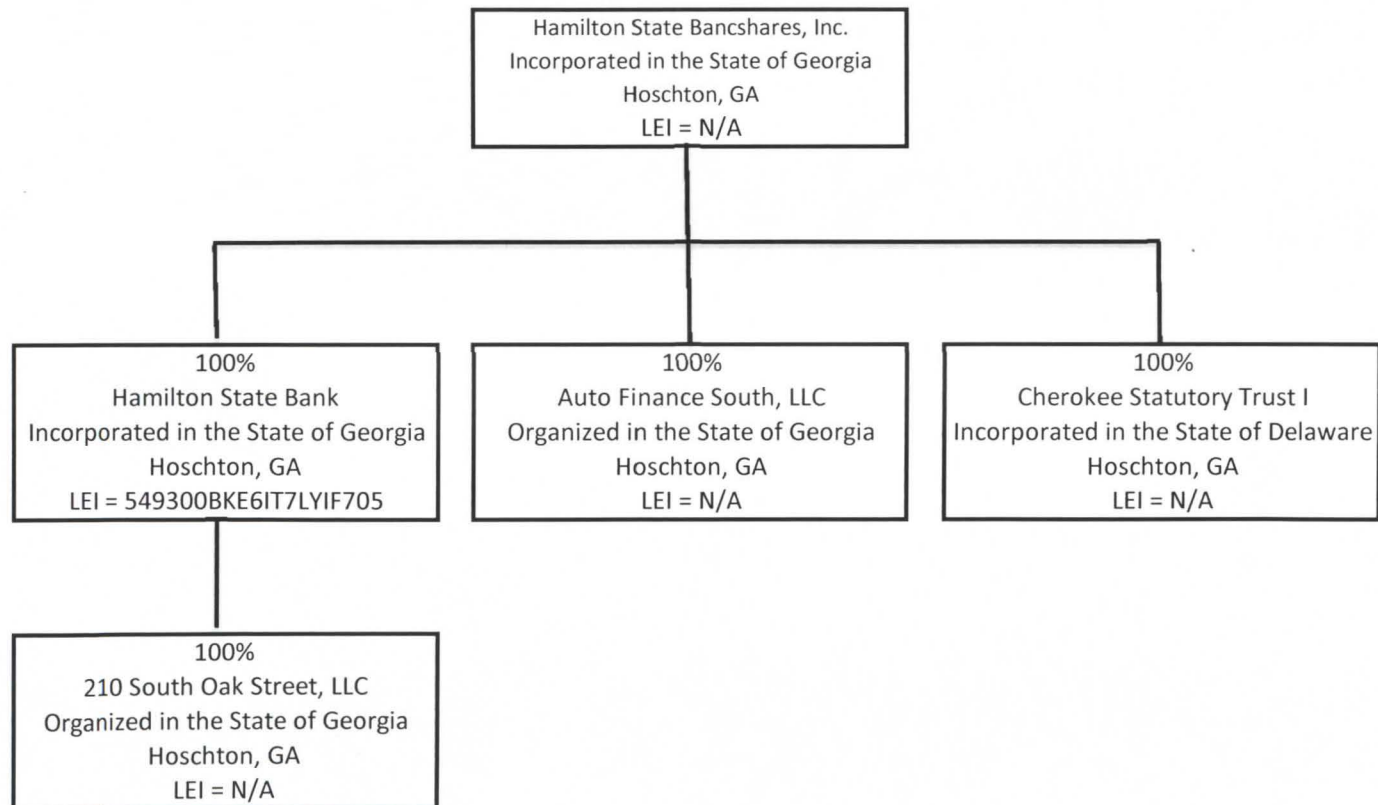 Hamilton State Bancshares, Inc.
Incorporated in the State of Georgia
Hoschton, GA
LEI = N/A
100%
Hamilton State Bank
Incorporated in the State of Georgia
Hoschton, GA
LEI = 549300BKE6IT7LYIF705
100%
Auto Finance South, LLC
Organized in the State of Georgia
Hoschton, GA
LEI = N/A
100%
Cherokee Statutory Trust I
Incorporated in the State of Delaware
Hoschton, GA
LEI = N/A
100%
210 South Oak Street, LLC
Organized in the State of Georgia
Hoschton, GA
LEI = N/A